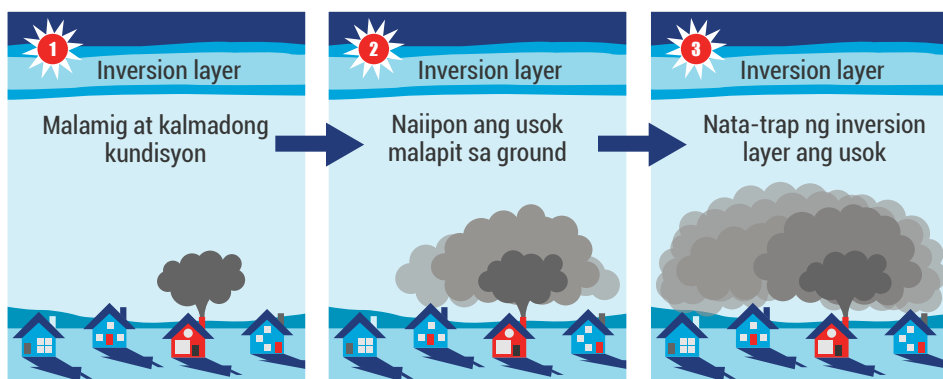 1
Inversion layer
Malamig at kalmadong
kundisyon
2
Inversion layer
Naiipon ang usok
malapit sa ground
3
Inversion layer
Nata-trap ng inversion
layer ang usok